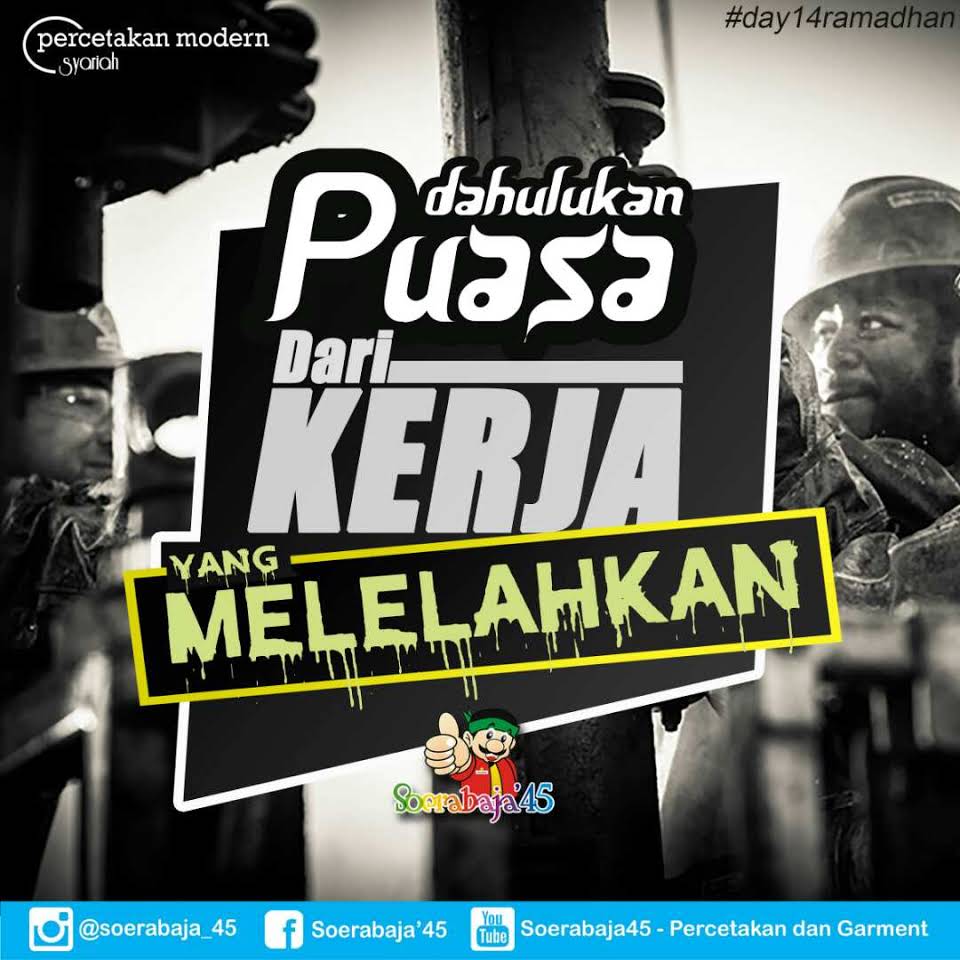 percetakan modern
syariah
#day14ramadhan
dahulukan
Puasa
Dari
KERJA
YANG
MELELAHKAN
Soerabaja'45
@soerabaja_45
Soerabaja'45
You
Tube
Soerabaja45 - Percetakan dan Garment